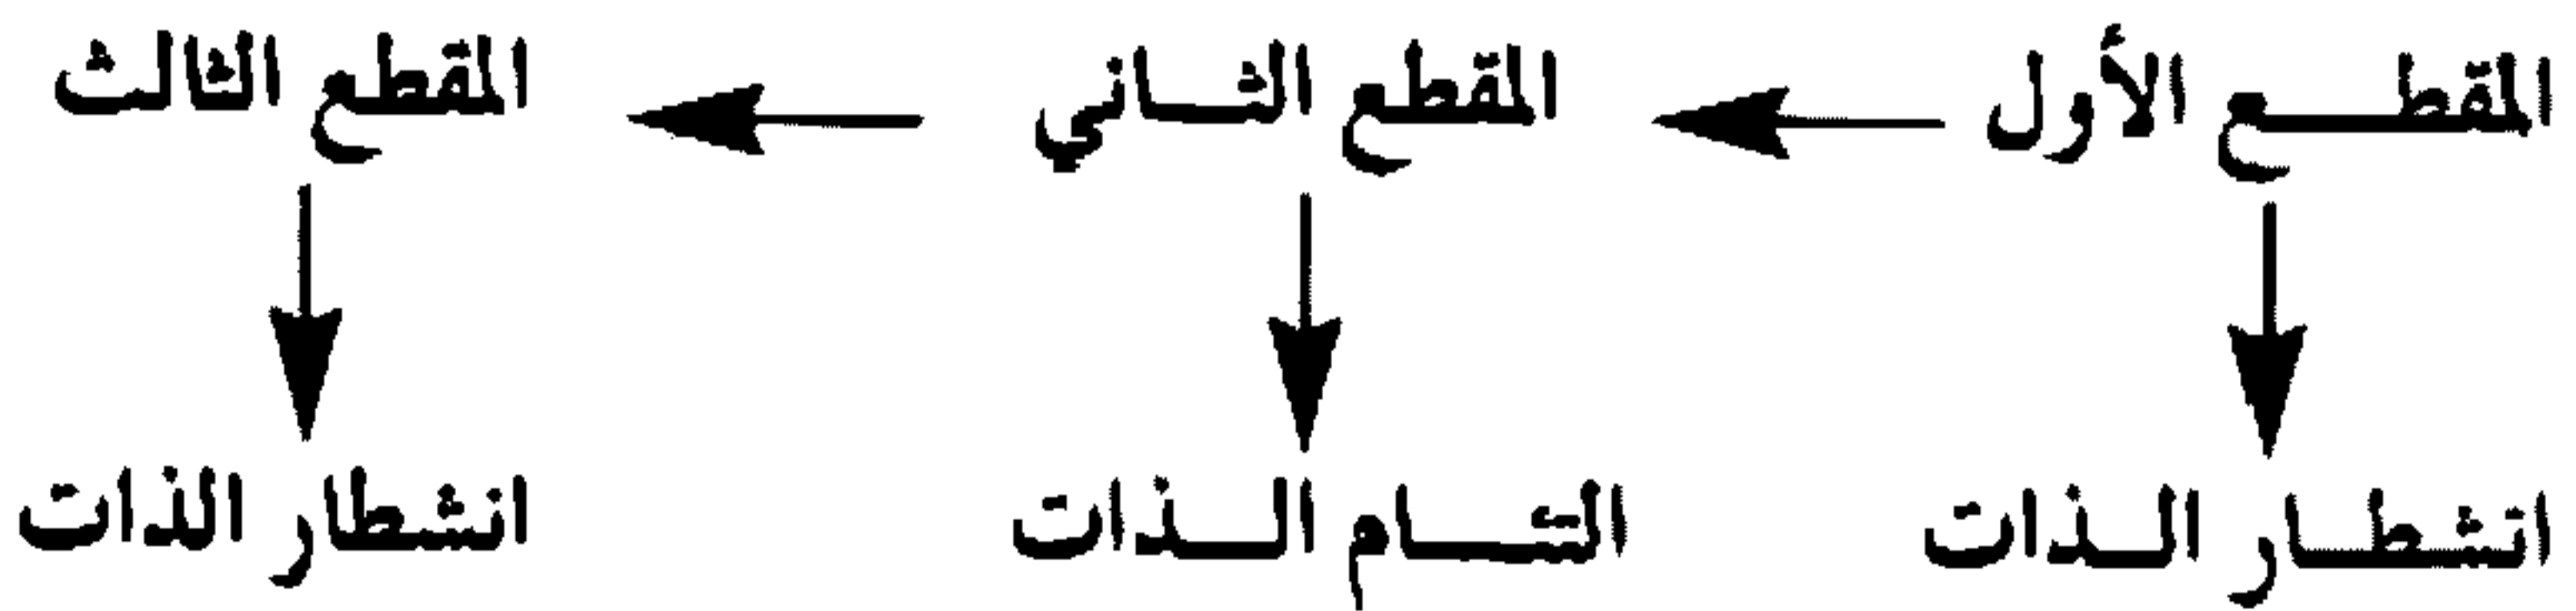 المقطع الأول المقطع الثاني المقطع الثالث
انشطار الذات التئام الذات انشطار الذات